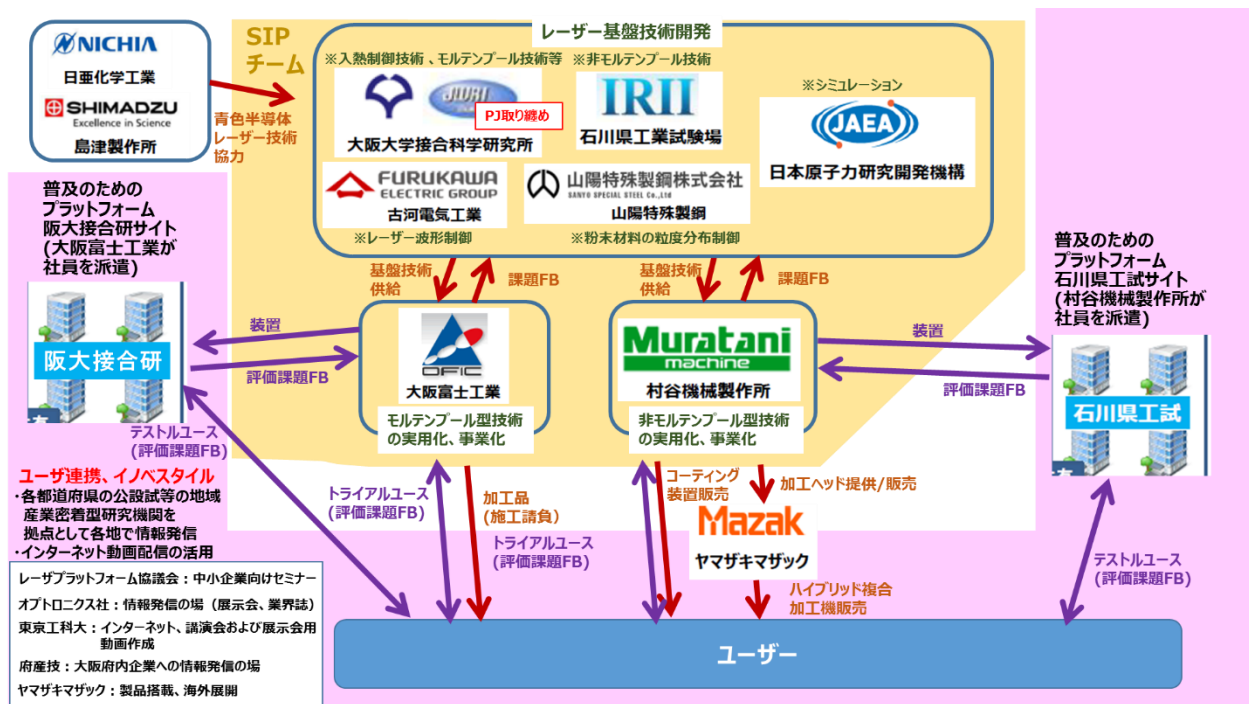 NICHIA
日亜化学工業
SHIMADZU
Excellence in Science
島津製作所
青色半導体
レーザー技術
協力
SIP
チーム
レーザー基盤技術開発
※入熱制御技術 、モルテンプール技術等
JWRI
PJ取り纏め
大阪大学接合科学研究所
※非モルテンプール技術
IRII
石川県工業試験場
※シミュレーション
JAEA
日本原子力研究開発機構
FURUKAWA
ELECTRIC GROUP
古河電気工業
※レーザー波形制御
山陽特殊製鋼株式会社
SANYO SPECIAL STEEL Co.,Ltd
山陽特殊製鋼
※粉末材料の粒度分布制御
普及のための
プラットフォーム
阪大接合研サイト
(大阪富士工業が
社員を派遣)
阪大接合研
基盤技術
供給
課題FB
基盤技術
供給
課題FB
普及のための
プラットフォーム
石川県工試サイト
(村谷機械製作所が
社員を派遣)
石川県工試
装置
評価課題FB
OFIC
大阪富士工業
モルテンプール型技術
の実用化、事業化
Muratani
machine
村谷機械製作所
非モルテンプール型技術
の実用化、事業化
装置
評価課題FB
テストルユース
(評価課題FB)
ユーザ連携、イノベスタイル
・各都道府県の公設試等の地域
産業密着型研究機関を
拠点として各地で情報発信
・インターネット動画配信の活用
トライアルユース
(評価課題FB)
加工品
(施工請負)
トライアルユース
(評価課題FB)
コーティング
装置販売
加工ヘッド提供/販売
Mazak
ヤマザキマザック
ハイブリッド複合
加工機販売
テストルユース
(評価課題FB)
レーザプラットフォーム協議会：中小企業向けセミナー
オプトロニクス社：情報発信の場（展示会、業界誌)
東京工科大：インターネット、講演会および展示会用
動画作成
府産技：大阪府内企業への情報発信の場
ヤマザキマザック：製品搭載、海外展開
ユーザー